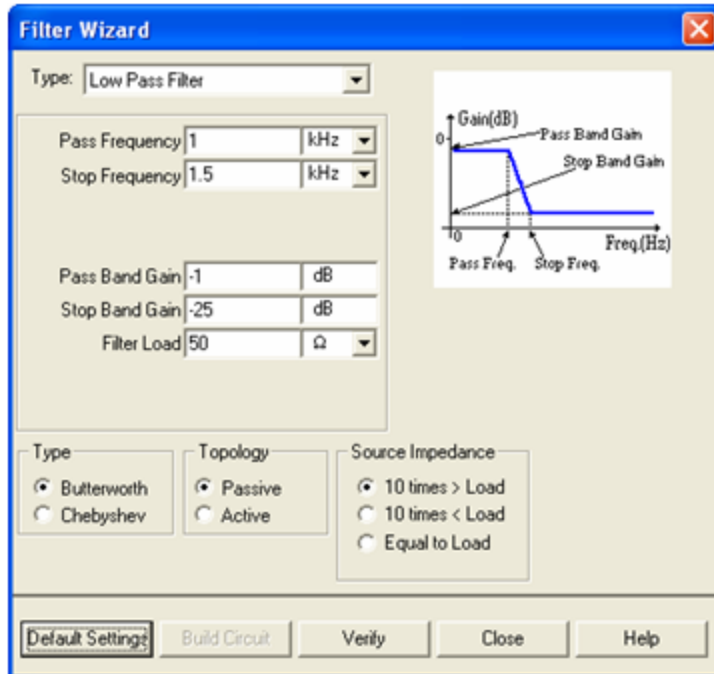 Filter Wizard
Type: Low Pass Filter
Pass Frequency 1 kHz
Stop Frequency 1.5 kHz
Pass Band Gain -1 dB
Stop Band Gain -25 dB
Filter Load 50 Ω
Gain(dB)
0
Pass Band Gain
Stop Band Gain
0
Freq.(Hz)
Pass Freq. Stop Freq.
Type
Butterworth
Chebyshev
Topology
Passive
Active
Source Impedance
10 times > Load
10 times < Load
Equal to Load
Default Settings Build Circuit Verify Close Help